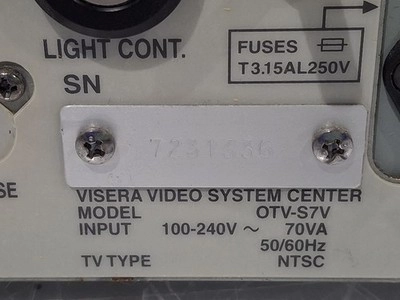 LIGHT CONT.
FUSES
T3.15AL250V
SN
SE
VISERA VIDEO SYSTEM CENTER
MODEL OTV-S7V
INPUT 100-240V ~ 70VA
50/60Hz
TV TYPE NTSC